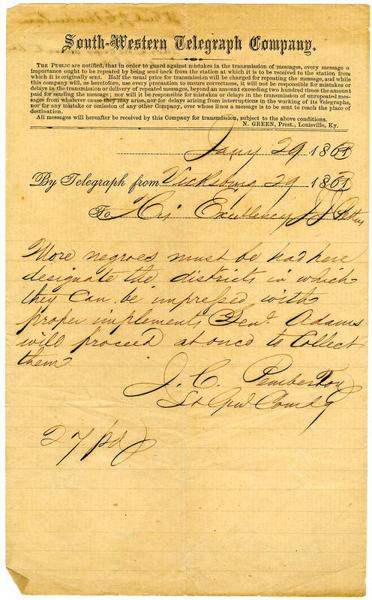 South-Western Telegraph Company.
THE PUBLIC are notified, that in order to guard against mistakes in the transmission of messages, every message of
importance ought to be repeated by being sent back from the station at which it is to be received to the station from
which it is originally sent. Half the usual price for transmission will be charged for repeating the message, and while
this company will, as heretofore, use every precaution to ensure correctness, it will not be responsible for mistakes or
delays in the transmission or delivery of repeated messages, beyond an amount exceeding two hundred times the amount
paid for sending the message; nor will it be responsible for mistakes or delays in the transmission of unrepeated messages
from whatever cause they may arise, nor for delays arising from interruptions in the working of its Telegraphs,
nor for any mistake or omission of any other Company, over whose lines a message is to be sent to reach the place of
destination.
All messages will hereafter be received by this Company for transmission, subject to the above conditions.
N. GREEN, Prest., Louisville, Ky.
Jany 29 1863
By Telegraph from Vicksburg 29 1863
To His Excellency J J Pettus
More negroes must be had here
designate the districts in which
they can be impressed with
proper implements, Genl. Adams
will proceed at once to collect
them
J. C. Pemberton
Lt Genl Comdg
27 pd